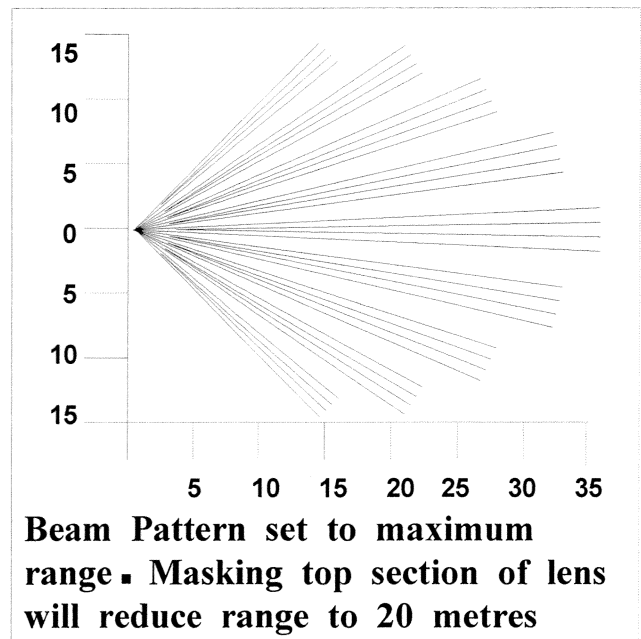 15
10
5
0
5
10
15
5 10 15 20 25 30 35
Beam Pattern set to maximum
range. Masking top section of lens
will reduce range to 20 metres